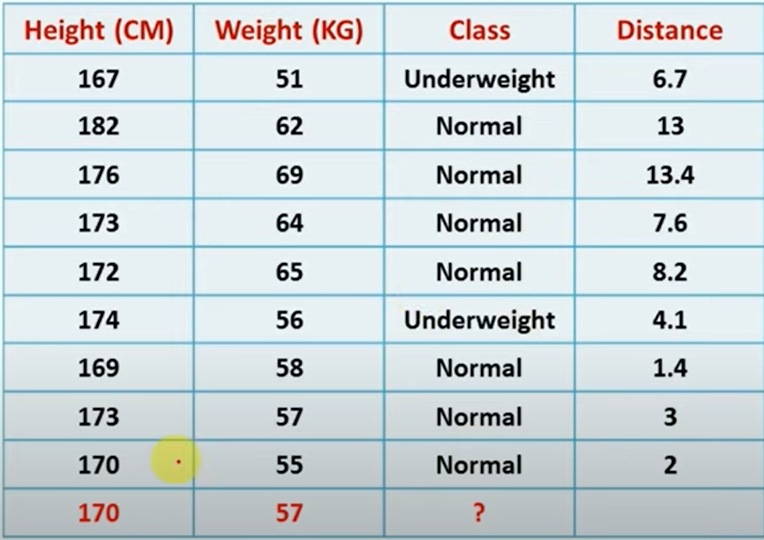 Height (CM) Weight (KG) Class Distance
167 51 Underweight 6.7
182 62 Normal 13
176 69 Normal 13.4
173 64 Normal 7.6
172 65 Normal 8.2
174 56 Underweight 4.1
169 58 Normal 1.4
173 57 Normal 3
170 55 Normal 2
170 57 ?